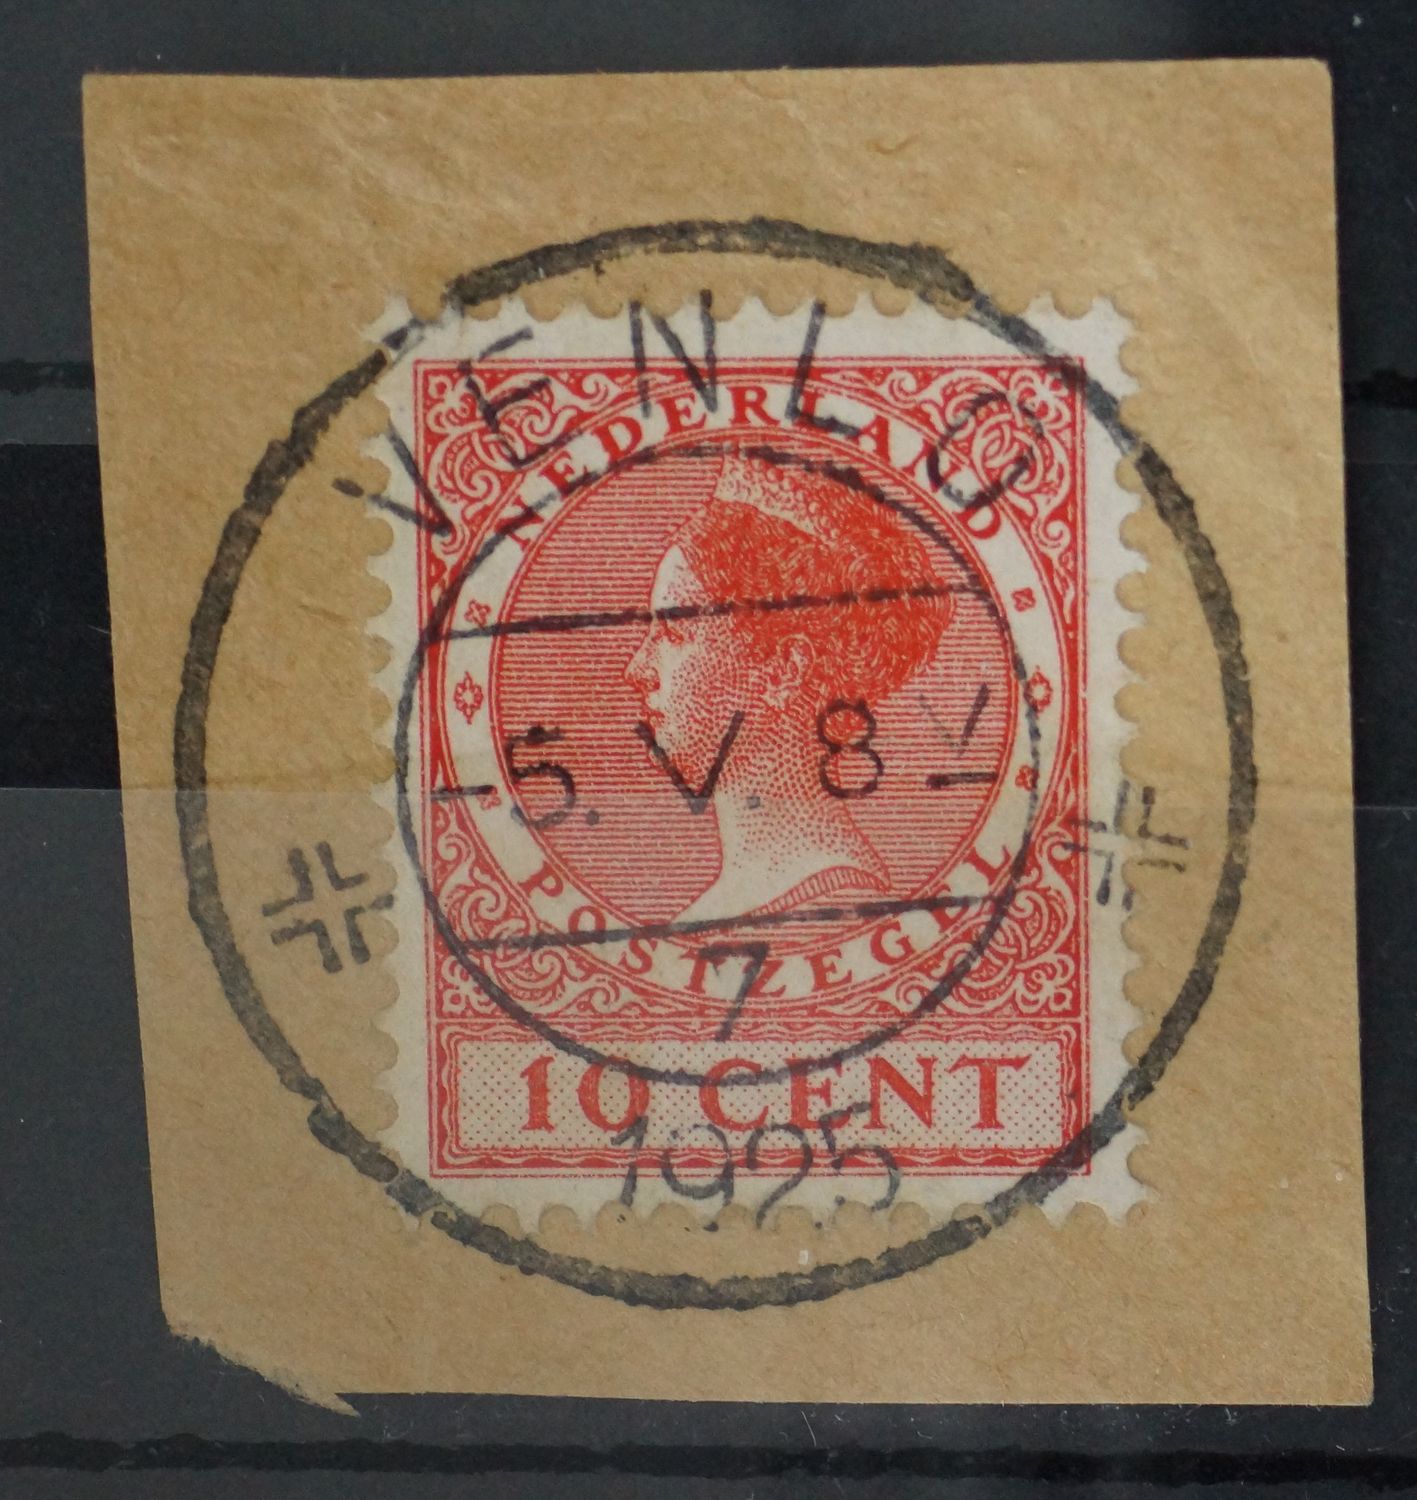 VENLO
NEDERLAND
5.V.8 V
POSTZEGEL
7
10 CENT
1925